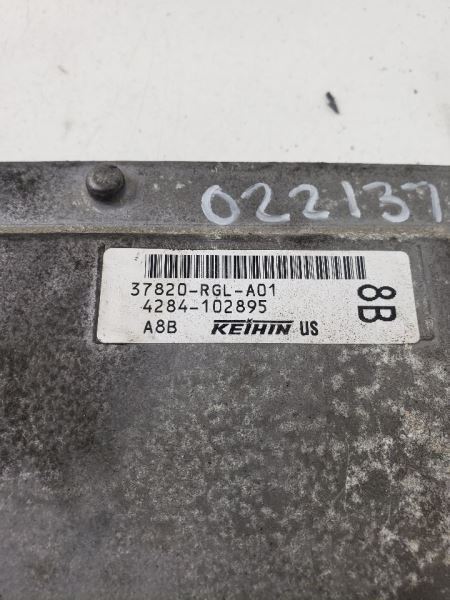 022137
37820-RGL-A01
4284-102895
A8B KEIHIN US
8B